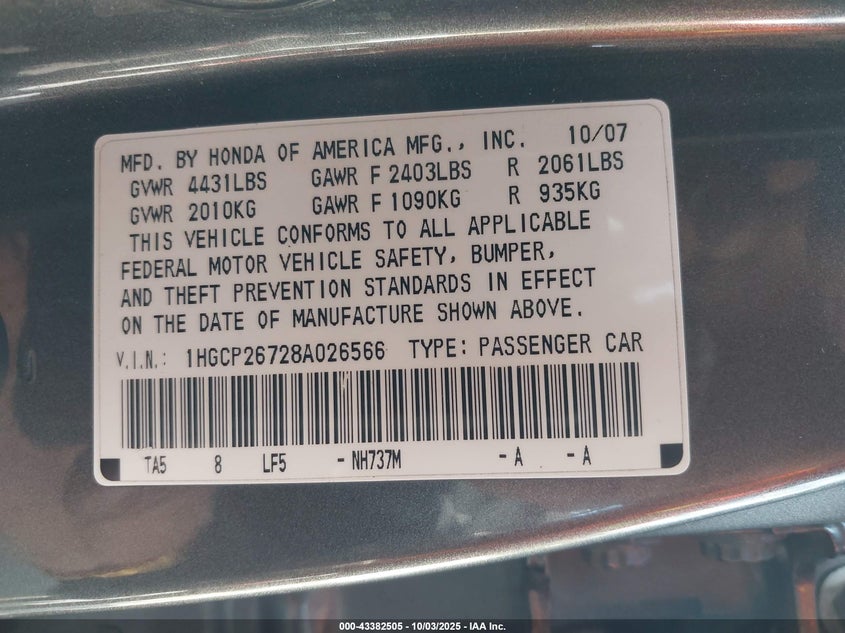 MFD. BY HONDA OF AMERICA MFG., INC. 10/07
GVWR 4431LBS GAWR F 2403LBS R 2061LBS
GVWR 2010KG GAWR F 1090KG R 935KG
THIS VEHICLE CONFORMS TO ALL APPLICABLE
FEDERAL MOTOR VEHICLE SAFETY, BUMPER,
AND THEFT PREVENTION STANDARDS IN EFFECT
ON THE DATE OF MANUFACTURE SHOWN ABOVE.
V.I.N.: 1HGCP26728A026566 TYPE: PASSENGER CAR
TA5 8 LF5 - NH737M - A - A
000-43382505 - 10/03/2025 - IAA Inc.